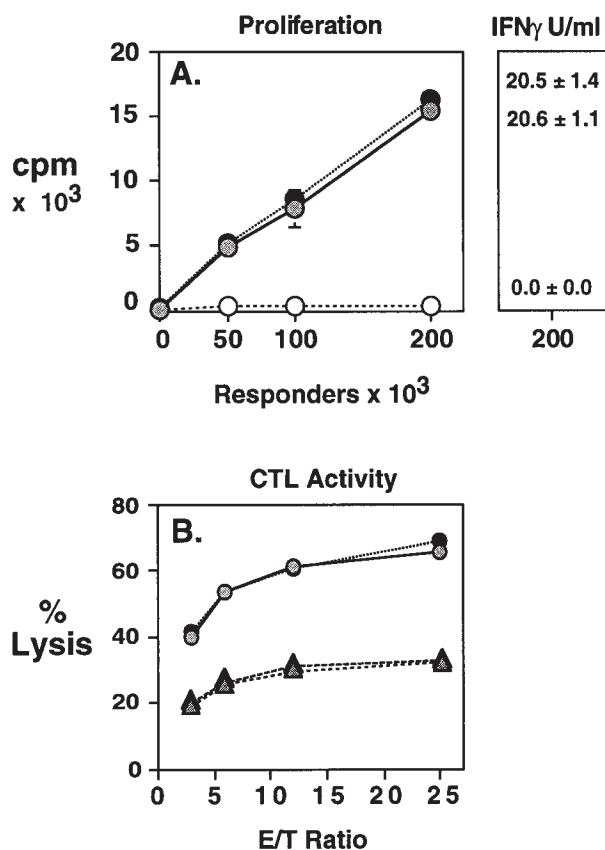 Proliferation
IFNγ U/ml
A.
20
15
10
5
0
cpm
x 10³
0 50 100 200
Responders x 10³
20.5 ± 1.4
20.6 ± 1.1
0.0 ± 0.0
200
CTL Activity
B.
80
60
40
20
0
%
Lysis
0 5 10 15 20 25
E/T Ratio